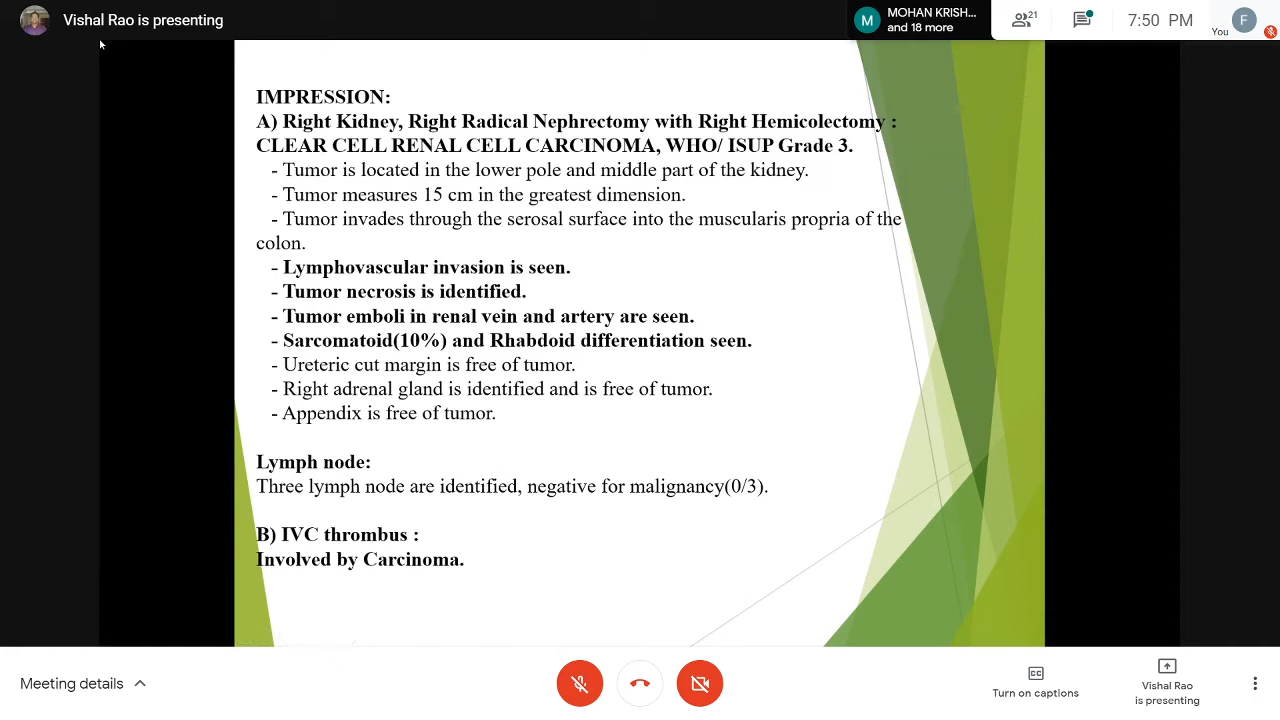 Vishal Rao is presenting
M
MOHAN KRISH...
and 18 more
21
7:50 PM
You
F
IMPRESSION:
A) Right Kidney, Right Radical Nephrectomy with Right Hemicolectomy :
CLEAR CELL RENAL CELL CARCINOMA, WHO/ ISUP Grade 3.
- Tumor is located in the lower pole and middle part of the kidney.
- Tumor measures 15 cm in the greatest dimension.
- Tumor invades through the serosal surface into the muscularis propria of the
colon.
- Lymphovascular invasion is seen.
- Tumor necrosis is identified.
- Tumor emboli in renal vein and artery are seen.
- Sarcomatoid(10%) and Rhabdoid differentiation seen.
- Ureteric cut margin is free of tumor.
- Right adrenal gland is identified and is free of tumor.
- Appendix is free of tumor.
Lymph node:
Three lymph node are identified, negative for malignancy(0/3).
B) IVC thrombus :
Involved by Carcinoma.
Meeting details
CC
Turn on captions
Vishal Rao
is presenting